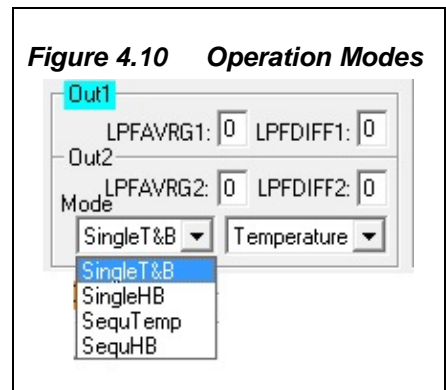 Figure 4.10 Operation Modes
Out1
LPFAVRG1: 0 LPFDIFF1: 0
Out2
LPFAVRG2: 0 LPFDIFF2: 0
Mode
SingleT&B Temperature
SingleT&B
SingleHB
SequTemp
SequHB